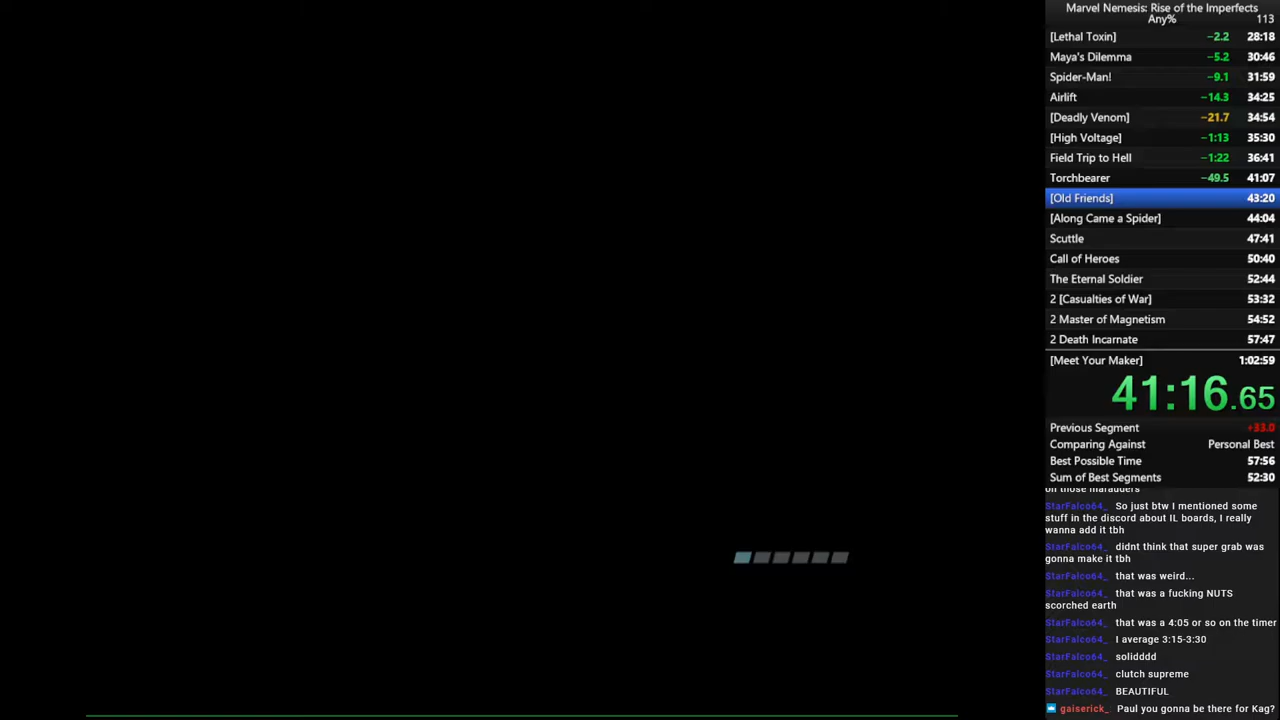 Marvel Nemesis: Rise of the Imperfects
Any% 113
[Lethal Toxin] −2.2 28:18
Maya's Dilemma −5.2 30:46
Spider-Man! −9.1 31:59
Airlift −14.3 34:25
[Deadly Venom] −21.7 34:54
[High Voltage] −1:13 35:30
Field Trip to Hell −1:22 36:41
Torchbearer −49.5 41:07
[Old Friends] 43:20
[Along Came a Spider] 44:04
Scuttle 47:41
Call of Heroes 50:40
The Eternal Soldier 52:44
2 [Casualties of War] 53:32
2 Master of Magnetism 54:52
2 Death Incarnate 57:47
[Meet Your Maker] 1:02:59
41:16.65
Previous Segment +33.0
Comparing Against Personal Best
Best Possible Time 57:56
Sum of Best Segments 52:30
on those marauders
StarFalco64_ So just btw I mentioned some
stuff in the discord about IL boards, I really
wanna add it tbh
StarFalco64_ didnt think that super grab was
gonna make it tbh
StarFalco64_ that was weird...
StarFalco64_ that was a fucking NUTS
scorched earth
StarFalco64_ that was a 4:05 or so on the timer
StarFalco64_ I average 3:15-3:30
StarFalco64_ solidddd
StarFalco64_ clutch supreme
StarFalco64_ BEAUTIFUL
gaiserick_ Paul you gonna be there for Kag?